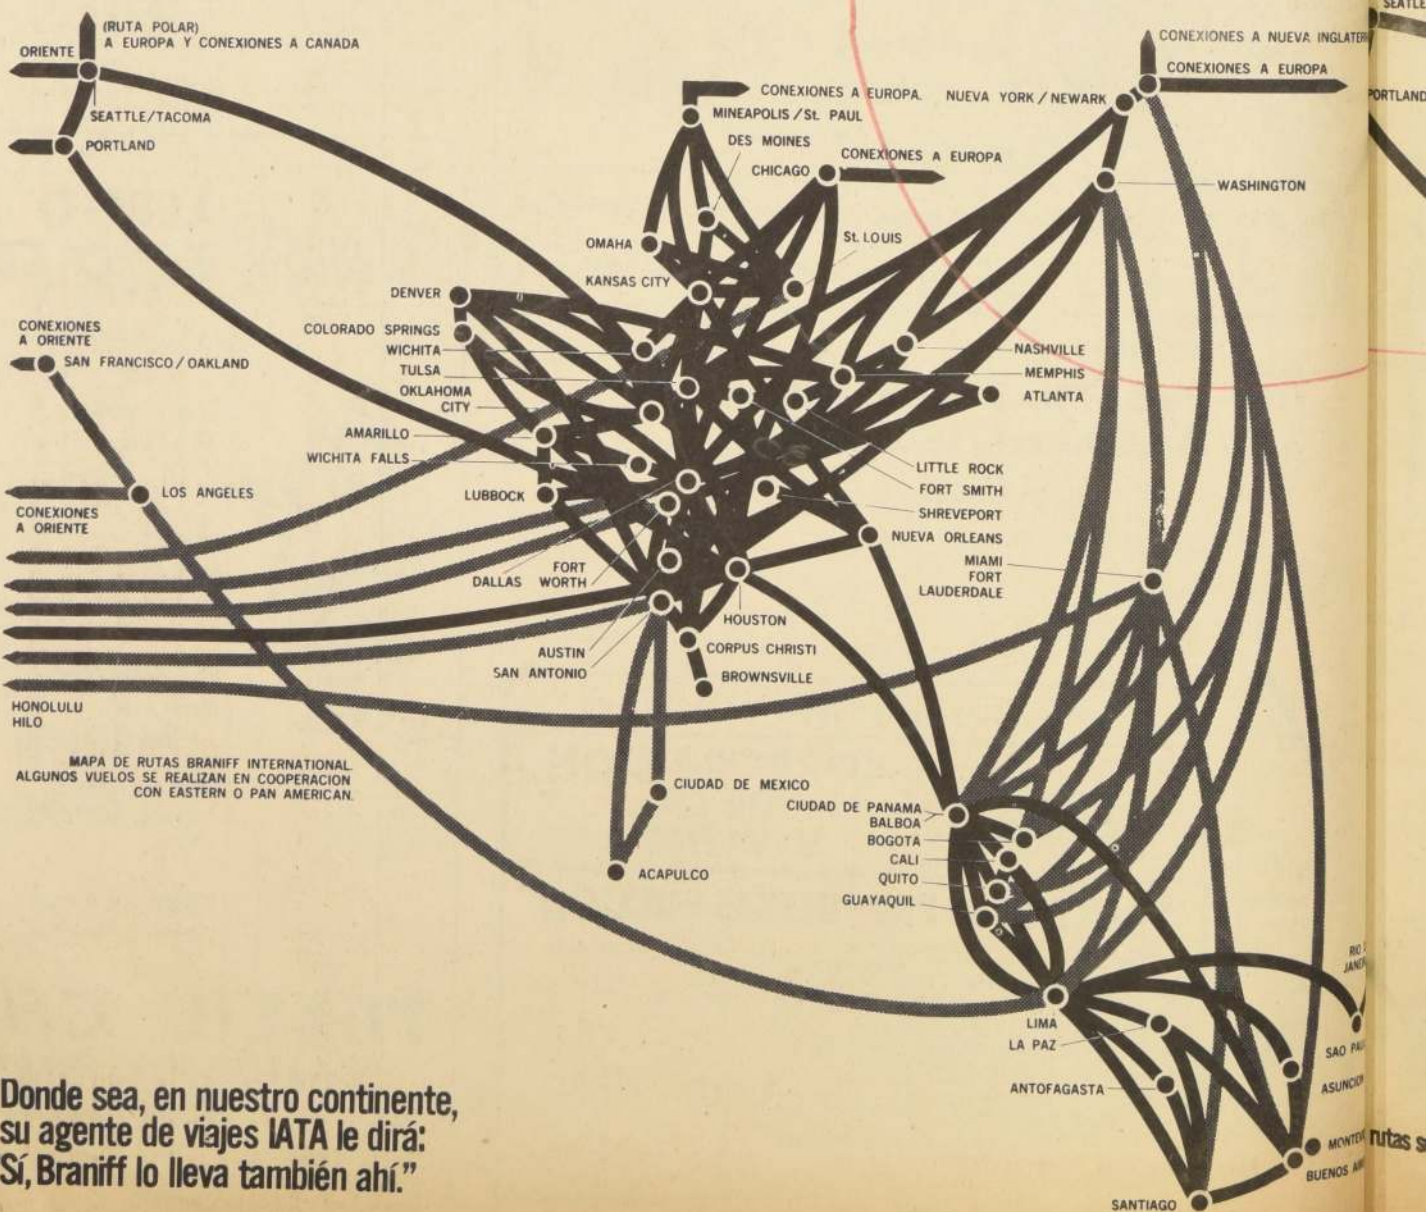 (RUTA POLAR)
A EUROPA Y CONEXIONES A CANADA
ORIENTE
SEATTLE/TACOMA
PORTLAND
CONEXIONES A EUROPA.
MINEAPOLIS/St. PAUL
DES MOINES
CHICAGO
CONEXIONES A EUROPA
NUEVA YORK/NEWARK
CONEXIONES A NUEVA
CONEXIONES A EUROPA
WASHINGTON
OMAHA
St. LOUIS
KANSAS CITY
DENVER
COLORADO SPRINGS
WICHITA
TULSA
OKLAHOMA
CITY
AMARILLO
WICHITA FALLS
LUBBOCK
CONEXIONES
A ORIENTE
SAN FRANCISCO/OAKLAND
LOS ANGELES
CONEXIONES
A ORIENTE
NASHVILLE
MEMPHIS
ATLANTA
LITTLE ROCK
FORT SMITH
SHREVEPORT
NUEVA ORLEANS
MIAMI
FORT
LAUDERDALE
DALLAS
FORT
WORTH
HOUSTON
AUSTIN
SAN ANTONIO
CORPUS CHRISTI
BROWNSVILLE
HONOLULU
HILO
MAPA DE RUTAS BRANIFF INTERNATIONAL.
ALGUNOS VUELOS SE REALIZAN EN COOPERACION
CON EASTERN O PAN AMERICAN.
CIUDAD DE MEXICO
ACAPULCO
CIUDAD DE PANAMA
BALBOA
BOGOTA
CALI
QUITO
GUAYAQUIL
RIO
LIMA
LA PAZ
SAO
ANTOFAGASTA
ASUNCION
BUENOS
SANTIAGO
Donde sea, en nuestro continente,
su agente de viajes IATA le dirá:
Sí, Braniff lo lleva también ahí.”
PORTLAND
rutas